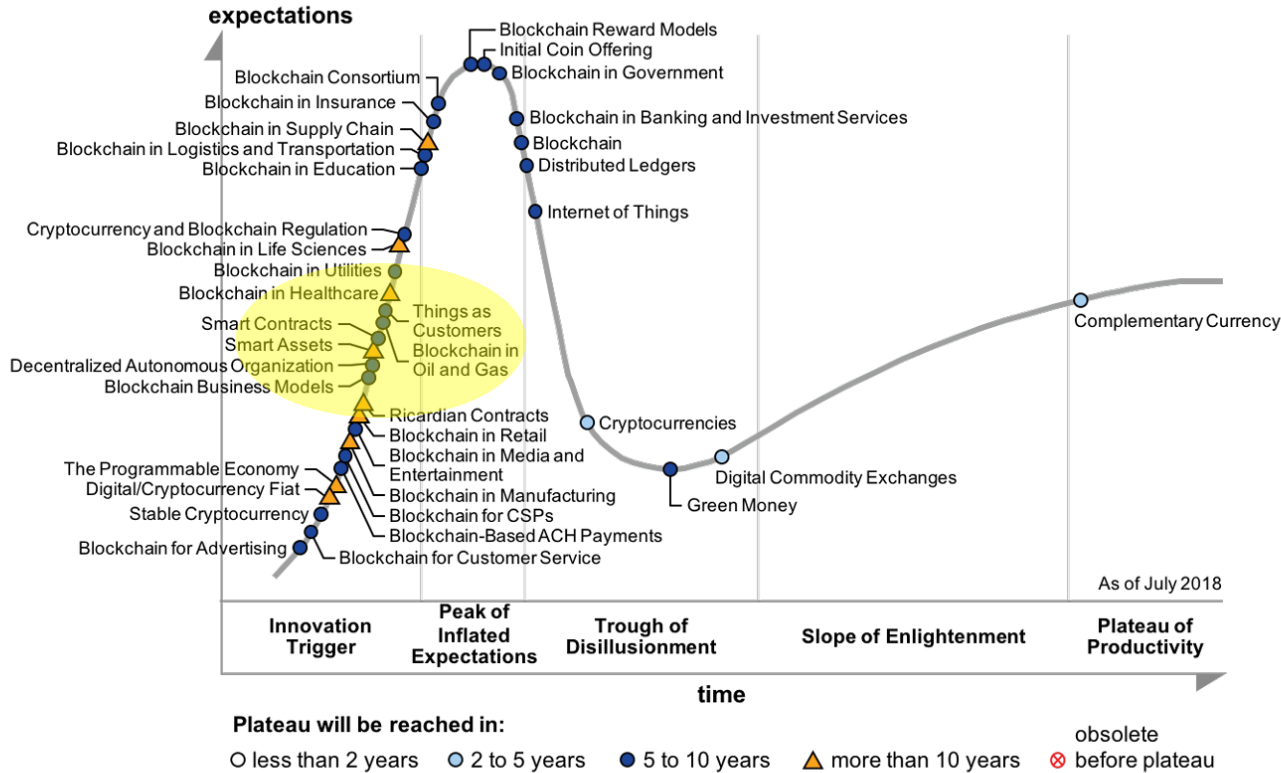 expectations
Blockchain Reward Models
Initial Coin Offering
Blockchain in Government
Blockchain Consortium
Blockchain in Insurance
Blockchain in Supply Chain
Blockchain in Logistics and Transportation
Blockchain in Education
Blockchain in Banking and Investment Services
Blockchain
Distributed Ledgers
Internet of Things
Cryptocurrency and Blockchain Regulation
Blockchain in Life Sciences
Blockchain in Utilities
Blockchain in Healthcare
Things as
Customers
Smart Contracts
Smart Assets
Blockchain in
Oil and Gas
Decentralized Autonomous Organization
Blockchain Business Models
Complementary Currency
Ricardian Contracts
Blockchain in Retail
Blockchain in Media and
Entertainment
Blockchain in Manufacturing
Blockchain for CSPs
Blockchain-Based ACH Payments
Blockchain for Customer Service
The Programmable Economy
Digital/Cryptocurrency Fiat
Stable Cryptocurrency
Blockchain for Advertising
Cryptocurrencies
Digital Commodity Exchanges
Green Money
As of July 2018
Innovation
Trigger
Peak of
Inflated
Expectations
Trough of
Disillusionment
Slope of Enlightenment
Plateau of
Productivity
time
Plateau will be reached in:
less than 2 years
2 to 5 years
5 to 10 years
more than 10 years
obsolete
before plateau